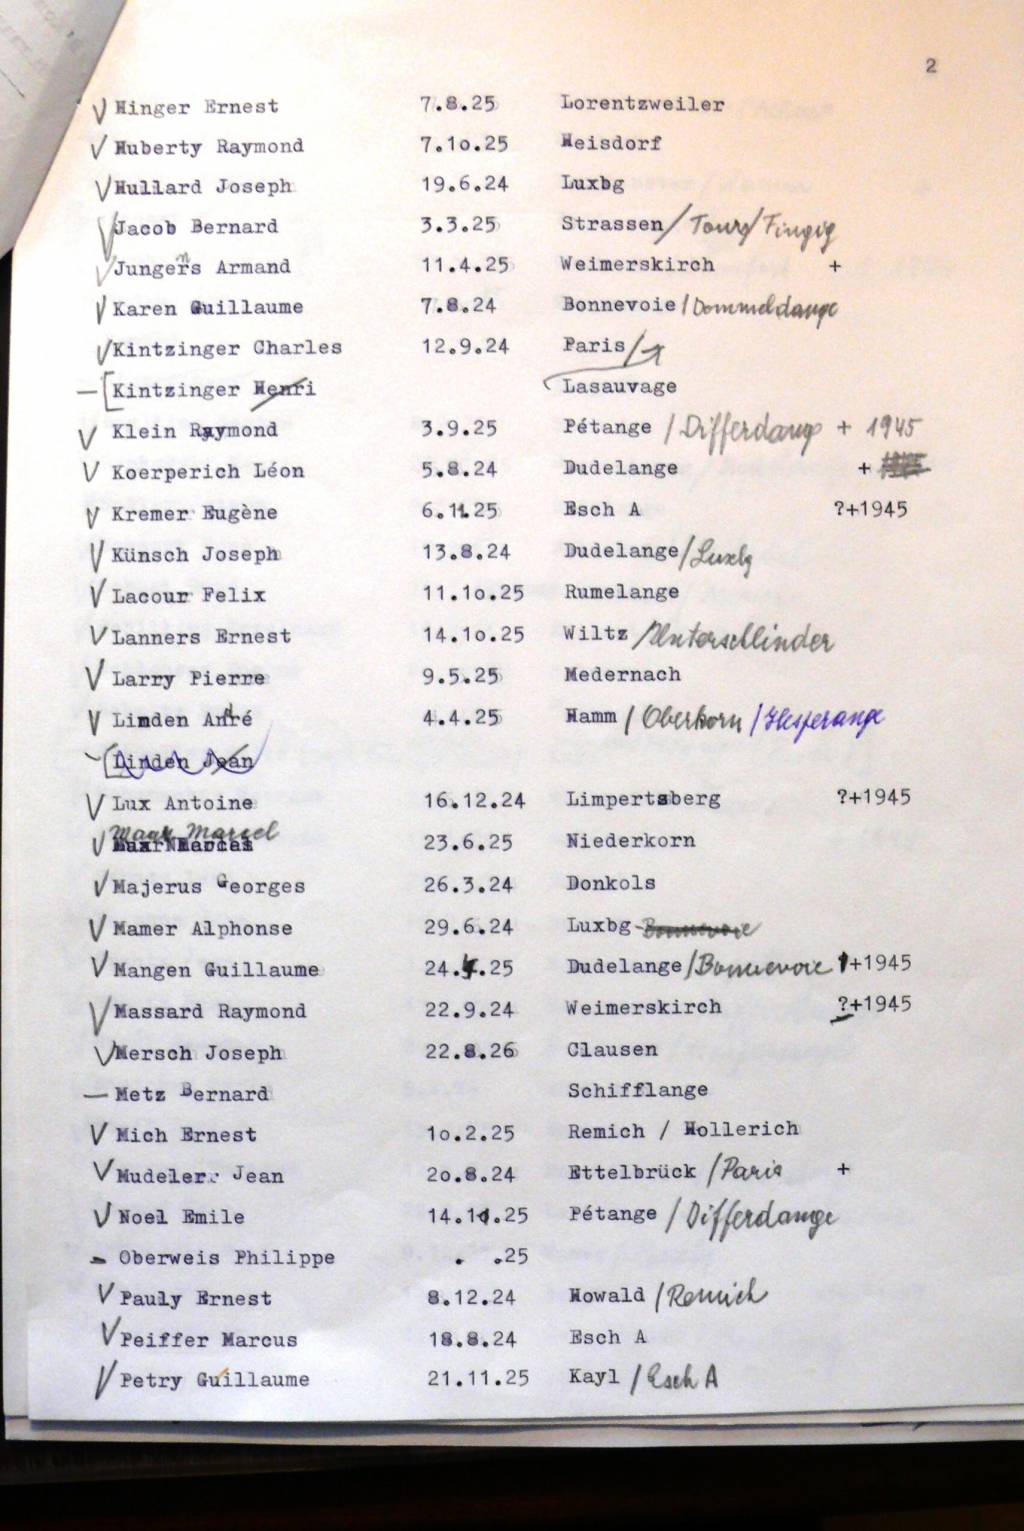 2
V Hinger Ernest 7.8.25 Lorentzweiler
V Huberty Raymond 7.10.25 Heisdorf
V Hullard Joseph 19.6.24 Luxbg
V Jacob Bernard 3.3.25 Strassen / Tours / Fingig
V Jungers Armand 11.4.25 Weimerskirch +
V Karen Guillaume 7.8.24 Bonnevoie / Dommeldange
V Kintzinger Charles 12.9.24 Paris /
— [Kintzinger Henri Lasauvage
V Klein Raymond 3.9.25 Pétange / Differdange + 1945
V Koerperich Léon 5.8.24 Dudelange +
V Kremer Eugène 6.11.25 Esch A ?+1945
V Künsch Joseph 13.8.24 Dudelange / Luxbg
V Lacour Felix 11.10.25 Rumelange
V Lanners Ernest 14.10.25 Wiltz / Unterschlinder
V Larry Pierre 9.5.25 Medernach
V Linden André 4.4.25 Hamm / Oberkorn / Hesperange
— [Linden Jean
V Lux Antoine 16.12.24 Limpertsberg ?+1945
V Marx Marcel 23.6.25 Niederkorn
V Majerus Georges 26.3.24 Donkols
V Mamer Alphonse 29.6.24 Luxbg - Bonnevoie
V Mangen Guillaume 24.4.25 Dudelange / Bonnevoie +1945
V Massard Raymond 22.9.24 Weimerskirch ?+1945
V Mersch Joseph 22.8.26 Clausen
— Metz Bernard Schifflange
V Mich Ernest 10.2.25 Remich / Hollerich
V Mudeler Jean 20.8.24 Ettelbrück / Paris +
V Noel Emile 14.11.25 Pétange / Differdange
- Oberweis Philippe . .25
V Pauly Ernest 8.12.24 Howald / Remich
V Peiffer Marcus 18.8.24 Esch A
V Petry Guillaume 21.11.25 Kayl / Esch A